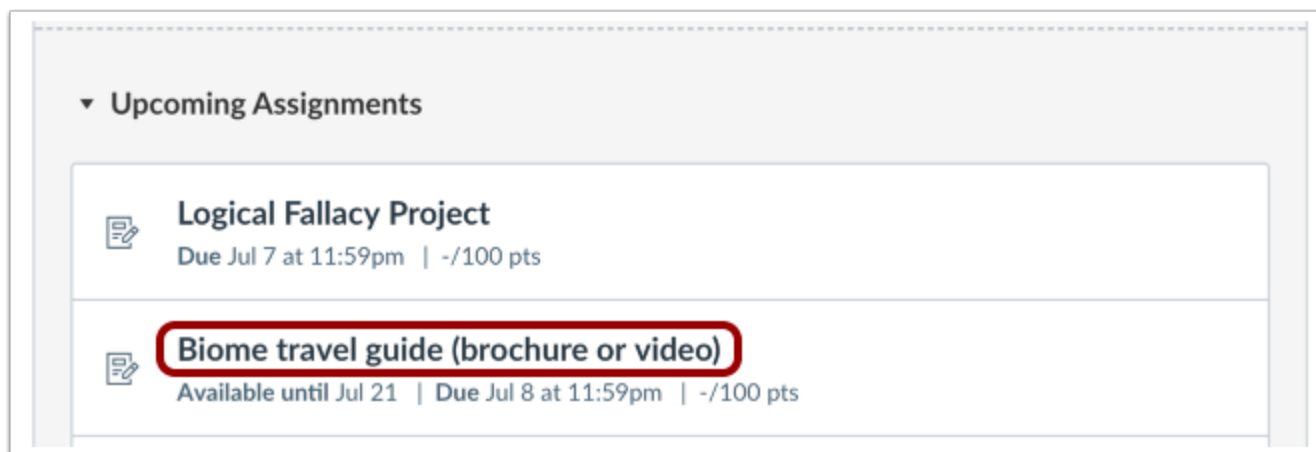 Upcoming Assignments
Logical Fallacy Project
Due Jul 7 at 11:59pm | -/100 pts
Biome travel guide (brochure or video)
Available until Jul 21 | Due Jul 8 at 11:59pm | -/100 pts